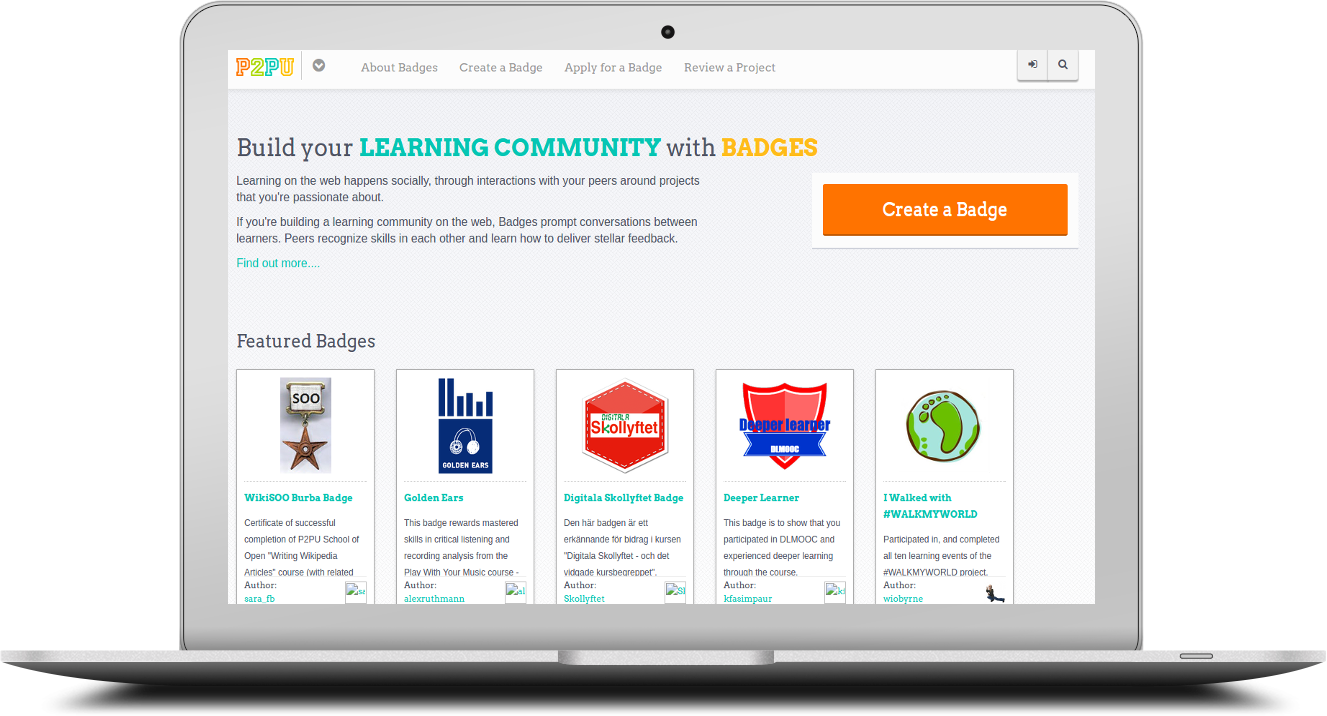 P2PU
About Badges
Create a Badge
Apply for a Badge
Review a Project
Build your LEARNING COMMUNITY with BADGES
Learning on the web happens socially, through interactions with your peers around projects
that you're passionate about.
If you're building a learning community on the web, Badges prompt conversations between
learners. Peers recognize skills in each other and learn how to deliver stellar feedback.
Find out more....
Create a Badge
Featured Badges
SOO
WikiSOO Burba Badge
Certificate of successful
completion of P2PU School of
Open "Writing Wikipedia
Articles" course (with related
Author:
sara_fb
GOLDEN EARS
Golden Ears
This badge rewards mastered
skills in critical listening and
recording analysis from the
Play With Your Music course -
Author:
alexruthmann
DIGITALA
Skollyftet
Digitala Skollyftet Badge
Den här badgen är ett
erkännande för bidrag i kursen
"Digitala Skollyftet - och det
vidgade kursbegreppet".
Author:
Skollyftet
Deeper learner
DLMOOC
Deeper Learner
This badge is to show that you
participated in DLMOOC and
experienced deeper learning
through the course.
Author:
kfasimpaur
I Walked with
#WALKMYWORLD
Participated in, and completed
all ten learning events of the
#WALKMYWORLD project.
Author:
wiobyrne